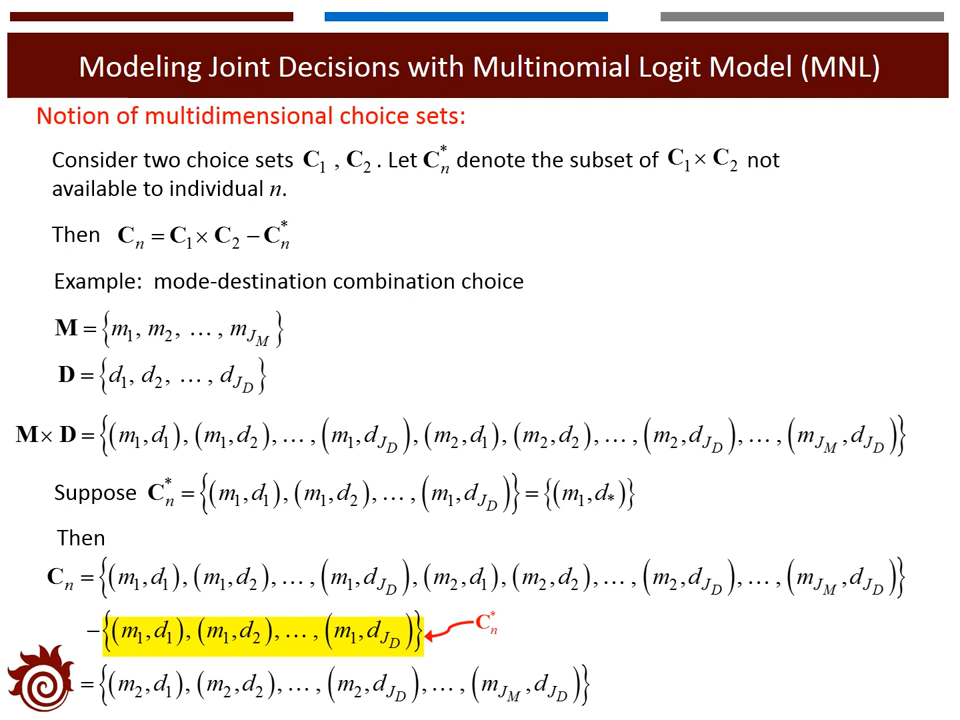 Modeling Joint Decisions with Multinomial Logit Model (MNL)
Notion of multidimensional choice sets:
Consider two choice sets C₁ , C₂ . Let Cₙ* denote the subset of C₁ × C₂ not
available to individual n.
Then Cₙ = C₁ × C₂ − Cₙ*
Example: mode-destination combination choice
M = {m₁, m₂, … , m_{J_M}}
D = {d₁, d₂, … , d_{J_D}}
M × D = {(m₁,d₁), (m₁,d₂), … , (m₁,d_{J_D}), (m₂,d₁), (m₂,d₂), … , (m₂,d_{J_D}), … , (m_{J_M},d_{J_D})}
Suppose Cₙ* = {(m₁,d₁), (m₁,d₂), … , (m₁,d_{J_D})} = {(m₁,d_*)}
Then
Cₙ = {(m₁,d₁), (m₁,d₂), … , (m₁,d_{J_D}), (m₂,d₁), (m₂,d₂), … , (m₂,d_{J_D}), … , (m_{J_M},d_{J_D})}
− {(m₁,d₁), (m₁,d₂), … , (m₁,d_{J_D})} Cₙ*
= {(m₂,d₁), (m₂,d₂), … , (m₂,d_{J_D}), … , (m_{J_M},d_{J_D})}